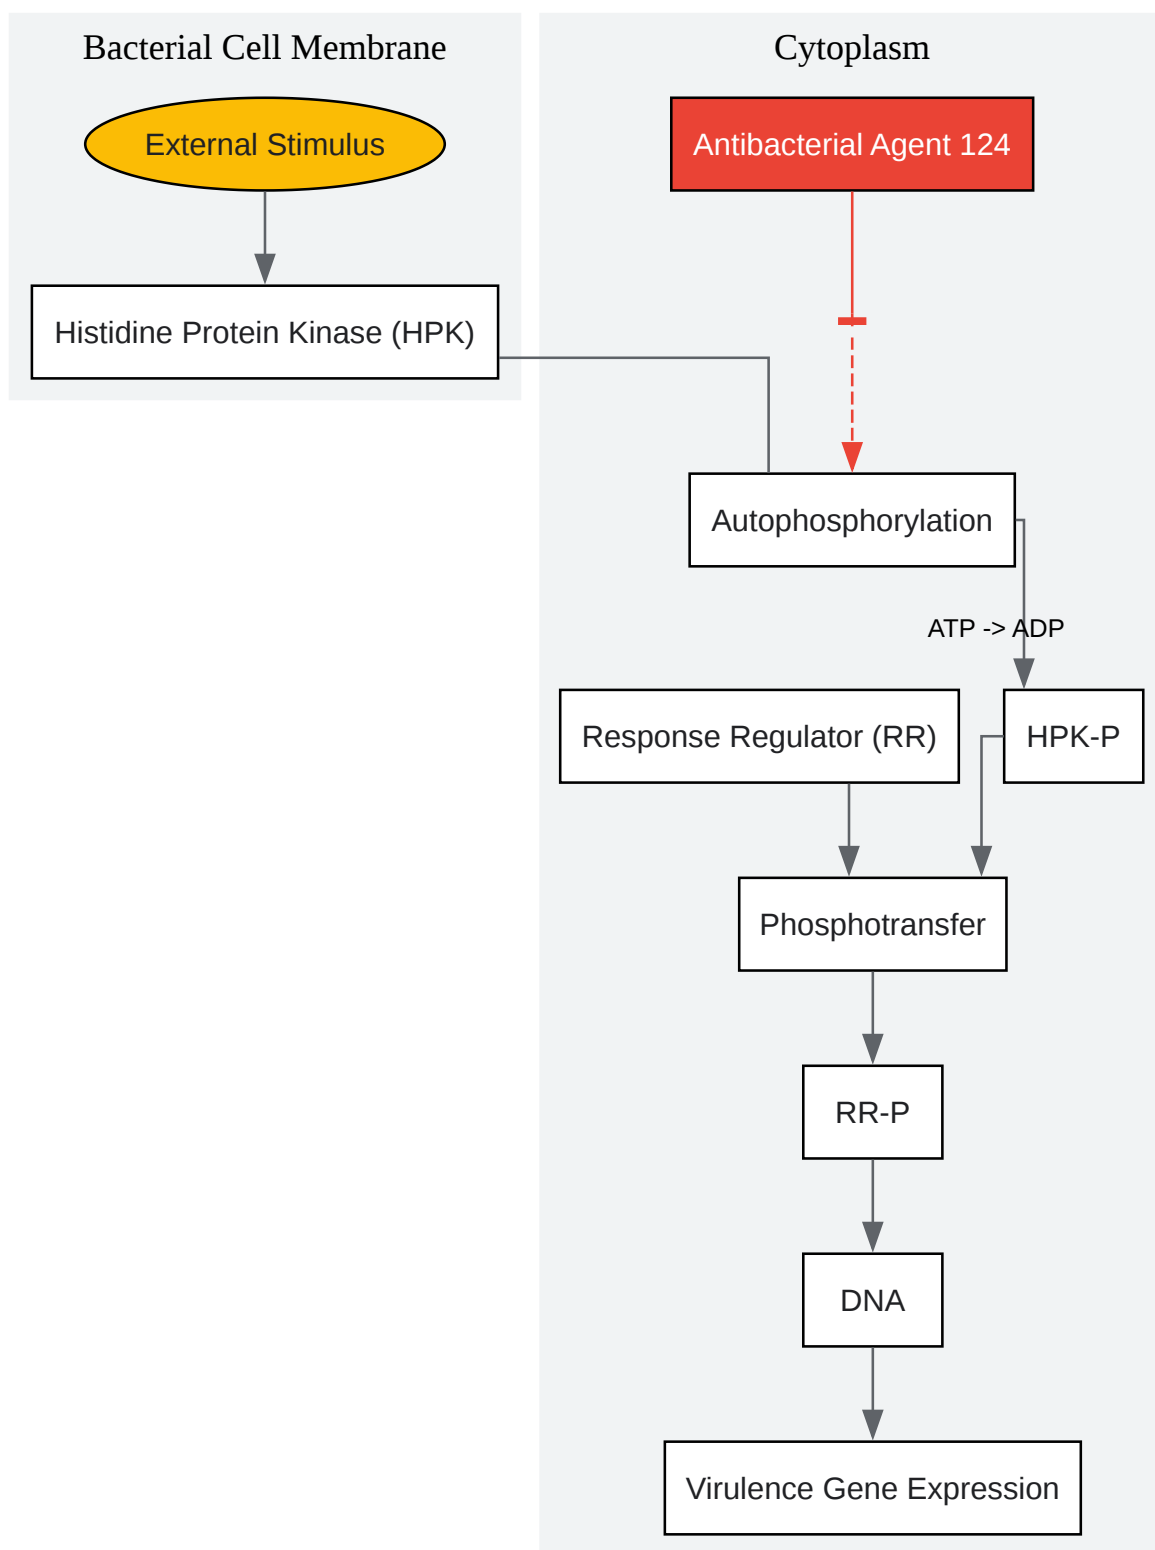 Bacterial Cell Membrane
External Stimulus
Histidine Protein Kinase (HPK)
Cytoplasm
Antibacterial Agent 124
Autophosphorylation
ATP -> ADP
Response Regulator (RR)
HPK-P
Phosphotransfer
RR-P
DNA
Virulence Gene Expression